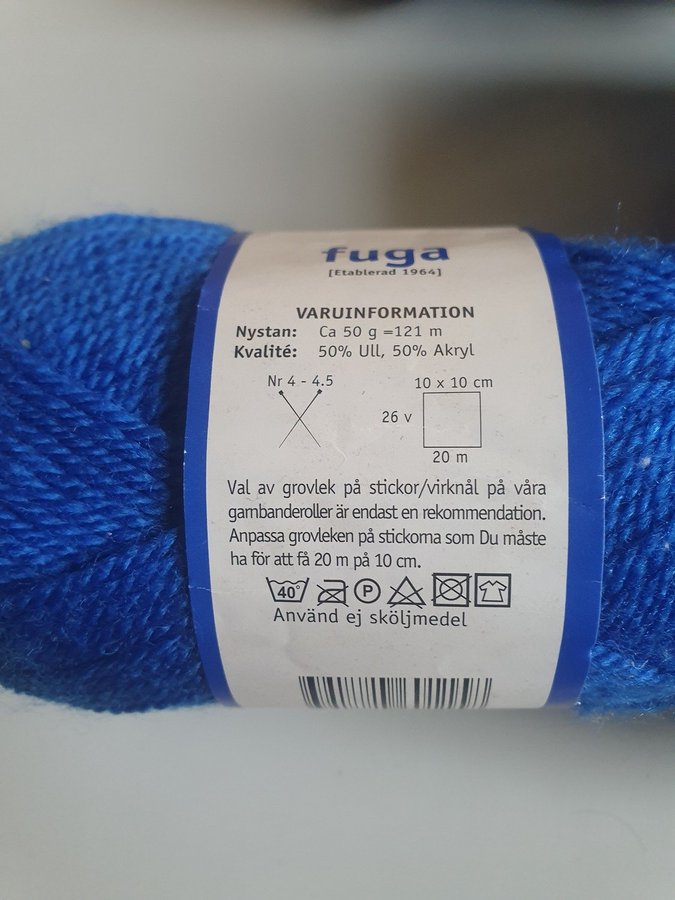 fuga
[Etablerad 1964]
VARUINFORMATION
Nystan: Ca 50 g =121 m
Kvalité: 50% Ull, 50% Akryl
Nr 4 - 4.5
10 x 10 cm
26 v
20 m
Val av grovlek på stickor/virknål på våra
garnbanderoller är endast en rekommendation.
Anpassa grovleken på stickorna som Du måste
ha för att få 20 m på 10 cm.
40° P
Använd ej sköljmedel